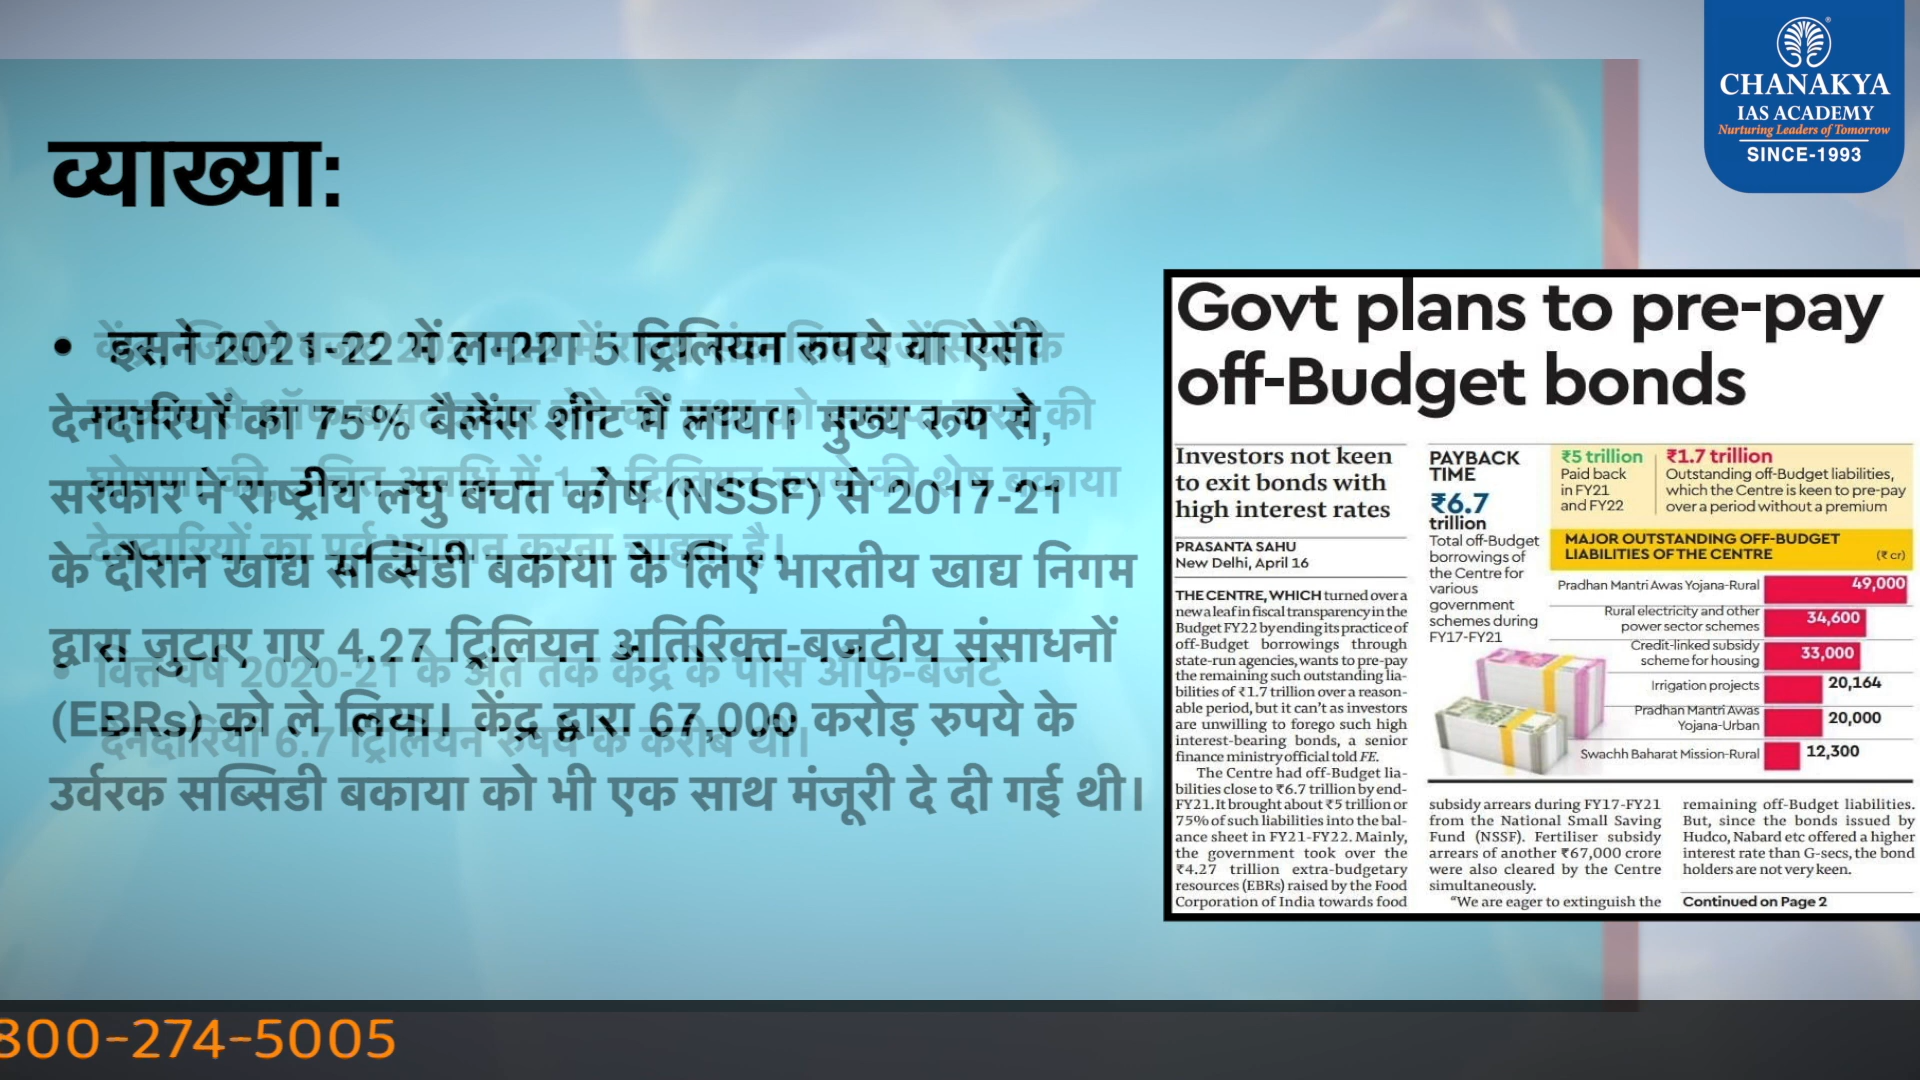 CHANAKYA
IAS ACADEMY
Nurturing Leaders of Tomorrow
SINCE-1993
व्याख्या:
• इसने 2021-22 में लगभग 5 ट्रिलियन रुपये या ऐसी
देनदारियों का 75% बैलेंस शीट में लाया। मुख्य रूप से,
सरकार ने राष्ट्रीय लघु बचत कोष (NSSF) से 2017-21
के दौरान खाद्य सब्सिडी बकाया के लिए भारतीय खाद्य निगम
द्वारा जुटाए गए 4.27 ट्रिलियन अतिरिक्त-बजटीय संसाधनों
(EBRs) को ले लिया। केंद्र द्वारा 67,000 करोड़ रुपये के
उर्वरक सब्सिडी बकाया को भी एक साथ मंजूरी दे दी गई थी।
देनदारियों का पूर्व भुगतान करना चाहता है।
• वित्त वर्ष 2020-21 के अंत तक केंद्र के पास ऑफ-बजट
देनदारियां 6.7 ट्रिलियन रुपये के करीब थी।
Govt plans to pre-pay
off-Budget bonds
Investors not keen
to exit bonds with
high interest rates
PRASANTA SAHU
New Delhi, April 16
THE CENTRE, WHICH turned over a
new a leaf in fiscal transparency in the
Budget FY22 by ending its practice of
off-Budget borrowings through
state-run agencies, wants to pre-pay
the remaining such outstanding lia-
bilities of ₹1.7 trillion over a reason-
able period, but it can't as investors
are unwilling to forego such high
interest-bearing bonds, a senior
finance ministry official told FE.
The Centre had off-Budget lia-
bilities close to ₹6.7 trillion by end-
FY21. It brought about ₹5 trillion or
75% of such liabilities into the bal-
ance sheet in FY21-FY22. Mainly,
the government took over the
₹4.27 trillion extra-budgetary
resources (EBRs) raised by the Food
Corporation of India towards food
PAYBACK
TIME
₹6.7
trillion
Total off-Budget
borrowings of
the Centre for
various
government
schemes during
FY17-FY21
₹5 trillion
Paid back
in FY21
and FY22
₹1.7 trillion
Outstanding off-Budget liabilities,
which the Centre is keen to pre-pay
over a period without a premium
MAJOR OUTSTANDING OFF-BUDGET
LIABILITIES OF THE CENTRE (₹ cr)
Pradhan Mantri Awas Yojana-Rural 49,000
Rural electricity and other
power sector schemes 34,600
Credit-linked subsidy
scheme for housing 33,000
Irrigation projects 20,164
Pradhan Mantri Awas
Yojana-Urban 20,000
Swachh Baharat Mission-Rural 12,300
subsidy arrears during FY17-FY21
from the National Small Saving
Fund (NSSF). Fertiliser subsidy
arrears of another ₹67,000 crore
were also cleared by the Centre
simultaneously.
"We are eager to extinguish the
remaining off-Budget liabilities.
But, since the bonds issued by
Hudco, Nabard etc offered a higher
interest rate than G-secs, the bond
holders are not very keen.
Continued on Page 2
800-274-5005